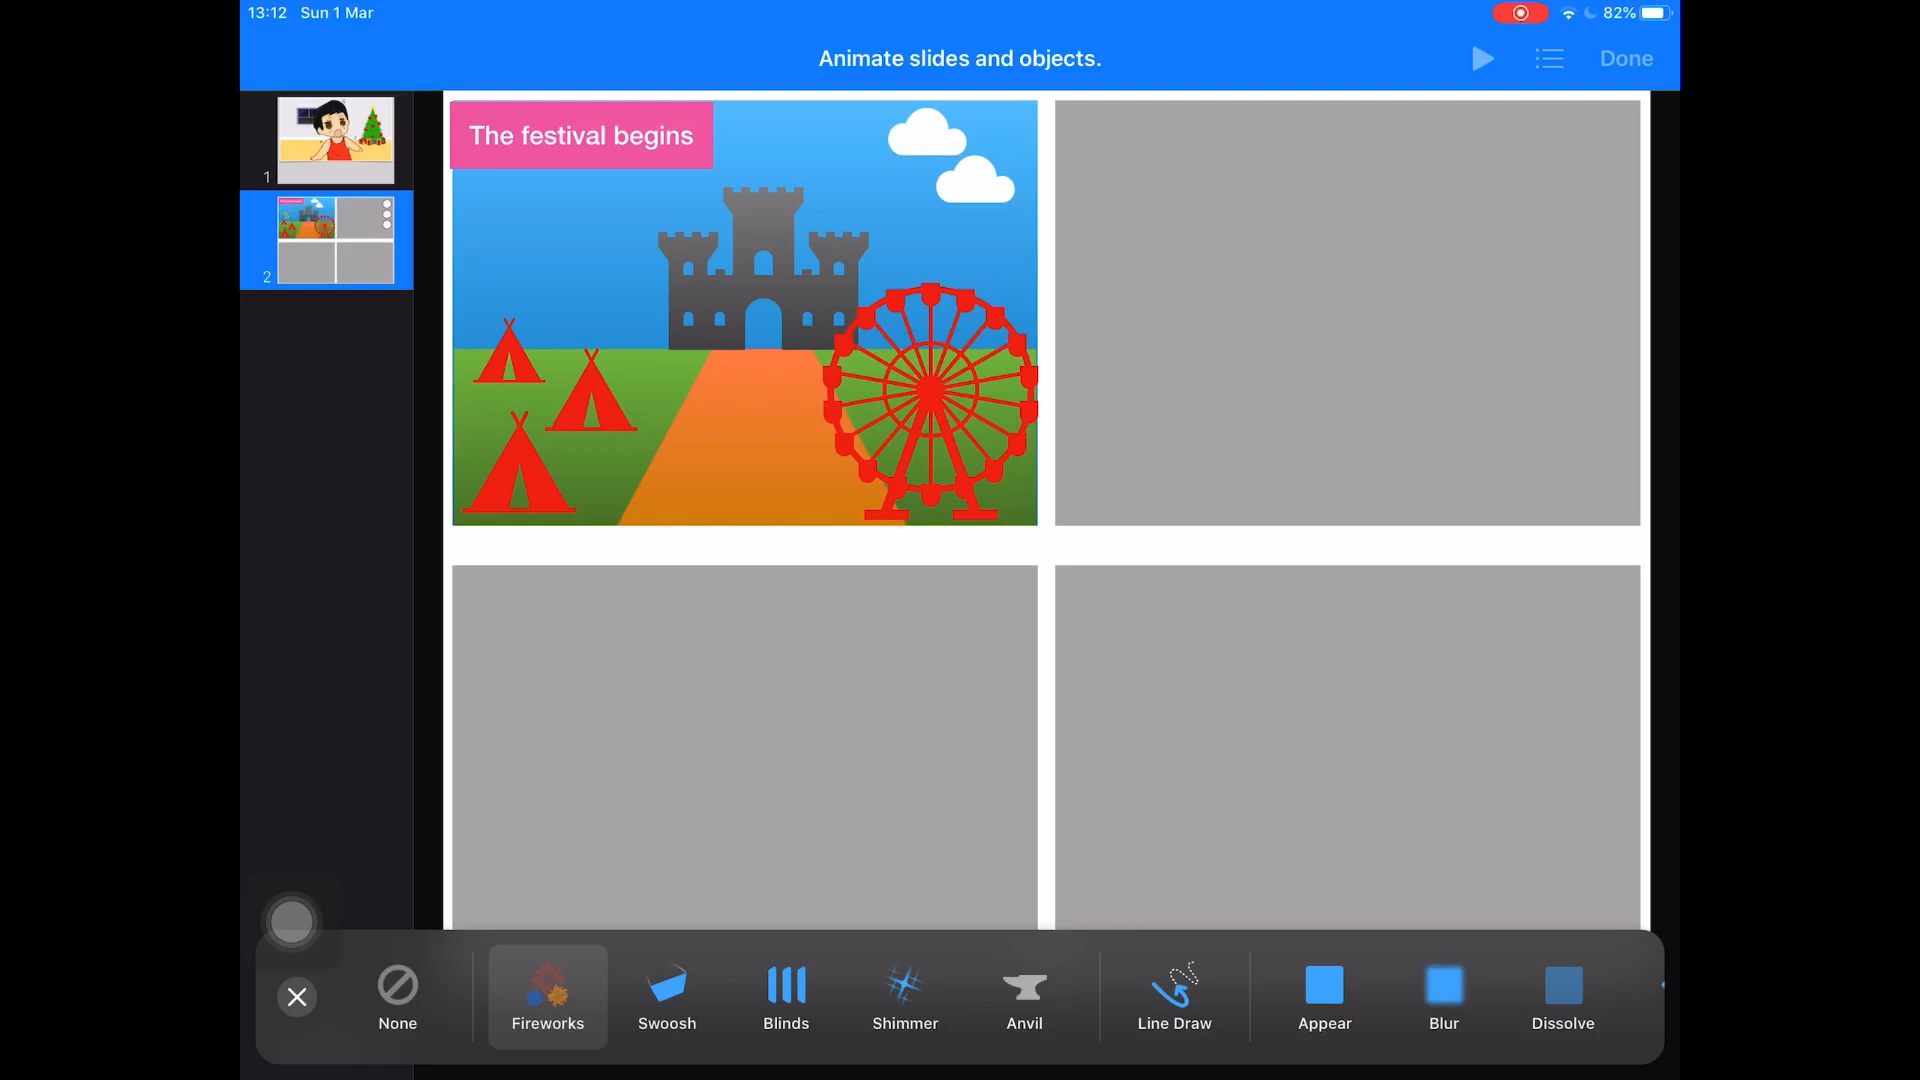 13:12 Sun 1 Mar
82%
Animate slides and objects.
Done
The festival begins
1
2
None
Fireworks
Swoosh
Blinds
Shimmer
Anvil
Line Draw
Appear
Blur
Dissolve